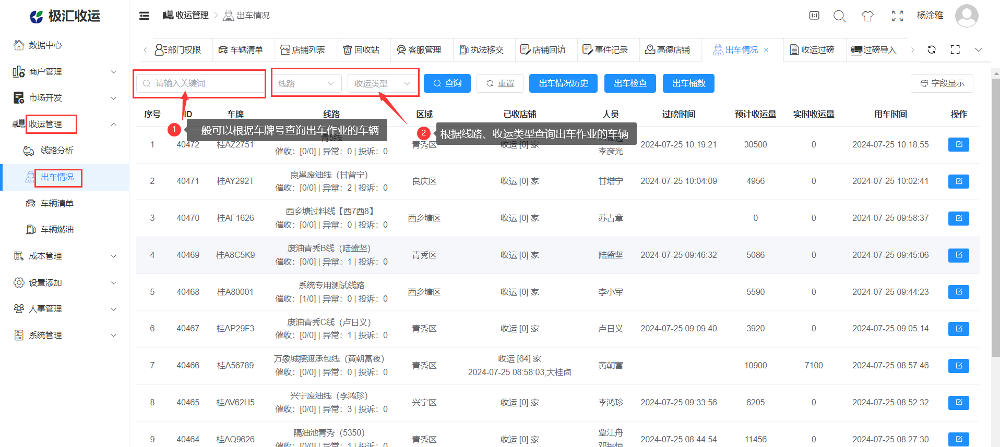 极汇收运
收运管理 > 出车情况
杨淦雅
数据中心
商户管理
市场开发
收运管理
线路分析
出车情况
车辆清单
车辆燃油
成本管理
设置添加
人事管理
系统管理
部门权限 车辆清单 店铺列表 回收站 客服管理 执法移交 店铺回访 事件记录 高德店铺 出车情况 × 收运过磅 过磅导入
请输入关键词 线路 收运类型 查询 重置 出车情况历史 出车检查 出车桶数 字段显示
序号 ID 车牌 线路 区域 已收店铺 人员 过磅时间 预计收运量 实时收运量 用车时间 操作
1 一般可以根据车牌号查询出车作业的车辆
2 根据线路、收运类型查询出车作业的车辆
1 40472 桂AZ2751 青5线 青秀区 收运 [0] 家 2024-07-25 10:19:21 30500 0 2024-07-25 10:18:55
催收：[0/0] | 异常：0 | 投诉：0 李彦光
良邕废油线（甘曾宁）
2 40471 桂AY292T 良庆区 收运 [0] 家 甘增宁 2024-07-25 10:04:09 4956 0 2024-07-25 10:02:41
催收：[0/0] | 异常：2 | 投诉：0
西乡塘过料线【西7西8】
3 40470 桂AF1626 西乡塘区 收运 [0] 家 苏占章 0 0 2024-07-25 09:58:37
催收：[0/0] | 异常：0 | 投诉：0
废油青秀B线（陆盛坚）
4 40469 桂A8C5K9 青秀区 收运 [0] 家 陆盛坚 2024-07-25 09:46:32 5086 0 2024-07-25 09:45:06
催收：[0/0] | 异常：1 | 投诉：0
系统专用测试线路
5 40468 桂A80001 西乡塘区 收运 [0] 家 李小军 5590 0 2024-07-25 09:44:23
催收：[1/0] | 异常：0 | 投诉：0
废油青秀C线（卢日义）
6 40467 桂AP29F3 青秀区 收运 [0] 家 卢日义 2024-07-25 09:09:40 3920 0 2024-07-25 09:05:14
催收：[0/0] | 异常：1 | 投诉：0
万象城摆渡承包线（黄朝富夜） 收运 [64] 家
7 40466 桂A56789 青秀区 黄朝富 10900 7100 2024-07-25 08:57:46
催收：[0/0] | 异常：0 | 投诉：0 2024-07-25 08:58:03,大桂卤
兴宁废油线（李鸿珍）
8 40465 桂AV62H5 兴宁区 收运 [0] 家 李鸿珍 2024-07-25 09:33:56 6205 0 2024-07-25 08:52:32
催收：[0/0] | 异常：3 | 投诉：0
隔油池青秀（5350） 覃江舟
9 40464 桂AQ9626 青秀区 收运 [0] 家 2024-07-25 08:44:54 11456 0 2024-07-25 08:27:30
催收：[0/0] | 异常：1 | 投诉：0 邓福恒